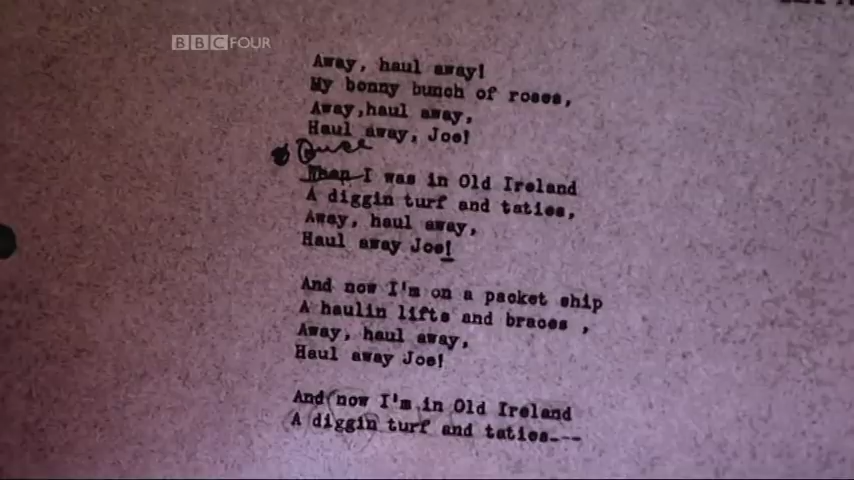 BBC FOUR
Away, haul away!
My bonny bunch of roses,
Away,haul away,
Haul away, Joe!
Once
When I was in Old Ireland
A diggin turf and taties,
Away, haul away,
Haul away Joe!
And now I'm on a packet ship
A haulin lifts and braces ,
Away, haul away,
Haul away Joe!
And now I'm in Old Ireland
A diggin turf and taties---